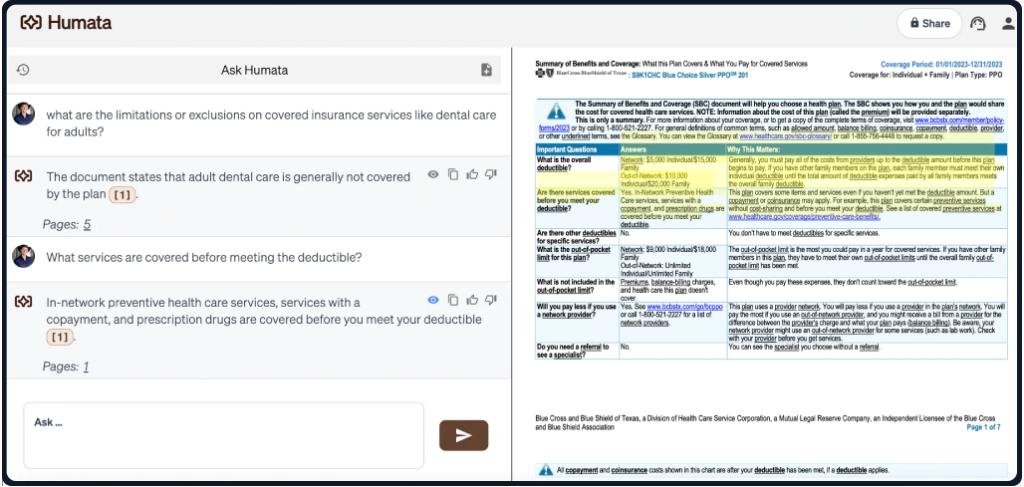 Humata
Share
Ask Humata
what are the limitations or exclusions on covered insurance services like dental care
for adults?
The document states that adult dental care is generally not covered
by the plan [1].
Pages: 5
What services are covered before meeting the deductible?
In-network preventive health care services, services with a
copayment, and prescription drugs are covered before you meet your deductible
[1].
Pages: 1
Ask ...
Summary of Benefits and Coverage: What this Plan Covers & What You Pay for Covered Services
Coverage Period: 01/01/2023-12/31/2023
BlueCross BlueShield of Texas : S9K1CHC Blue Choice Silver PPO℠ 201
Coverage for: Individual + Family | Plan Type: PPO
The Summary of Benefits and Coverage (SBC) document will help you choose a health plan. The SBC shows you how you and the plan would share
the cost for covered health care services. NOTE: Information about the cost of this plan (called the premium) will be provided separately.
This is only a summary. For more information about your coverage, or to get a copy of the complete terms of coverage, visit www.bcbstx.com/member/policy-
forms/2023 or by calling 1-800-521-2227. For general definitions of common terms, such as allowed amount, balance billing, coinsurance, copayment, deductible, provider,
or other underlined terms, see the Glossary. You can view the Glossary at www.healthcare.gov/sbc-glossary/ or call 1-855-756-4448 to request a copy.
Important Questions
Answers
Why This Matters:
What is the overall
deductible?
Network: $5,000 Individual/$15,000
Family
Out-of-Network: $10,000
Individual/$20,000 Family
Generally, you must pay all of the costs from providers up to the deductible amount before this plan
begins to pay. If you have other family members on the plan, each family member must meet their own
individual deductible until the total amount of deductible expenses paid by all family members meets
the overall family deductible.
Are there services covered
before you meet your
deductible?
Yes. In-Network Preventive Health
Care services, services with a
copayment, and prescription drugs are
covered before you meet your
deductible.
This plan covers some items and services even if you haven't yet met the deductible amount. But a
copayment or coinsurance may apply. For example, this plan covers certain preventive services
without cost-sharing and before you meet your deductible. See a list of covered preventive services at
www.healthcare.gov/coverage/preventive-care-benefits/.
Are there other deductibles
for specific services?
No.
You don't have to meet deductibles for specific services.
What is the out-of-pocket
limit for this plan?
Network: $9,000 Individual/$18,000
Family
Out-of-Network: Unlimited
Individual/Unlimited Family
The out-of-pocket limit is the most you could pay in a year for covered services. If you have other family
members in this plan, they have to meet their own out-of-pocket limits until the overall family out-of-
pocket limit has been met.
What is not included in the
out-of-pocket limit?
Premiums, balance-billing charges,
and health care this plan doesn't
cover.
Even though you pay these expenses, they don't count toward the out-of-pocket limit.
Will you pay less if you use
a network provider?
Yes. See www.bcbstx.com/go/bcppo
or call 1-800-521-2227 for a list of
network providers.
This plan uses a provider network. You will pay less if you use a provider in the plan's network. You will
pay the most if you use an out-of-network provider, and you might receive a bill from a provider for the
difference between the provider's charge and what your plan pays (balance billing). Be aware, your
network provider might use an out-of-network provider for some services (such as lab work). Check
with your provider before you get services.
Do you need a referral to
see a specialist?
No.
You can see the specialist you choose without a referral.
Blue Cross and Blue Shield of Texas, a Division of Health Care Service Corporation, a Mutual Legal Reserve Company, an Independent Licensee of the Blue Cross
and Blue Shield Association
Page 1 of 7
All copayment and coinsurance costs shown in this chart are after your deductible has been met, if a deductible applies.